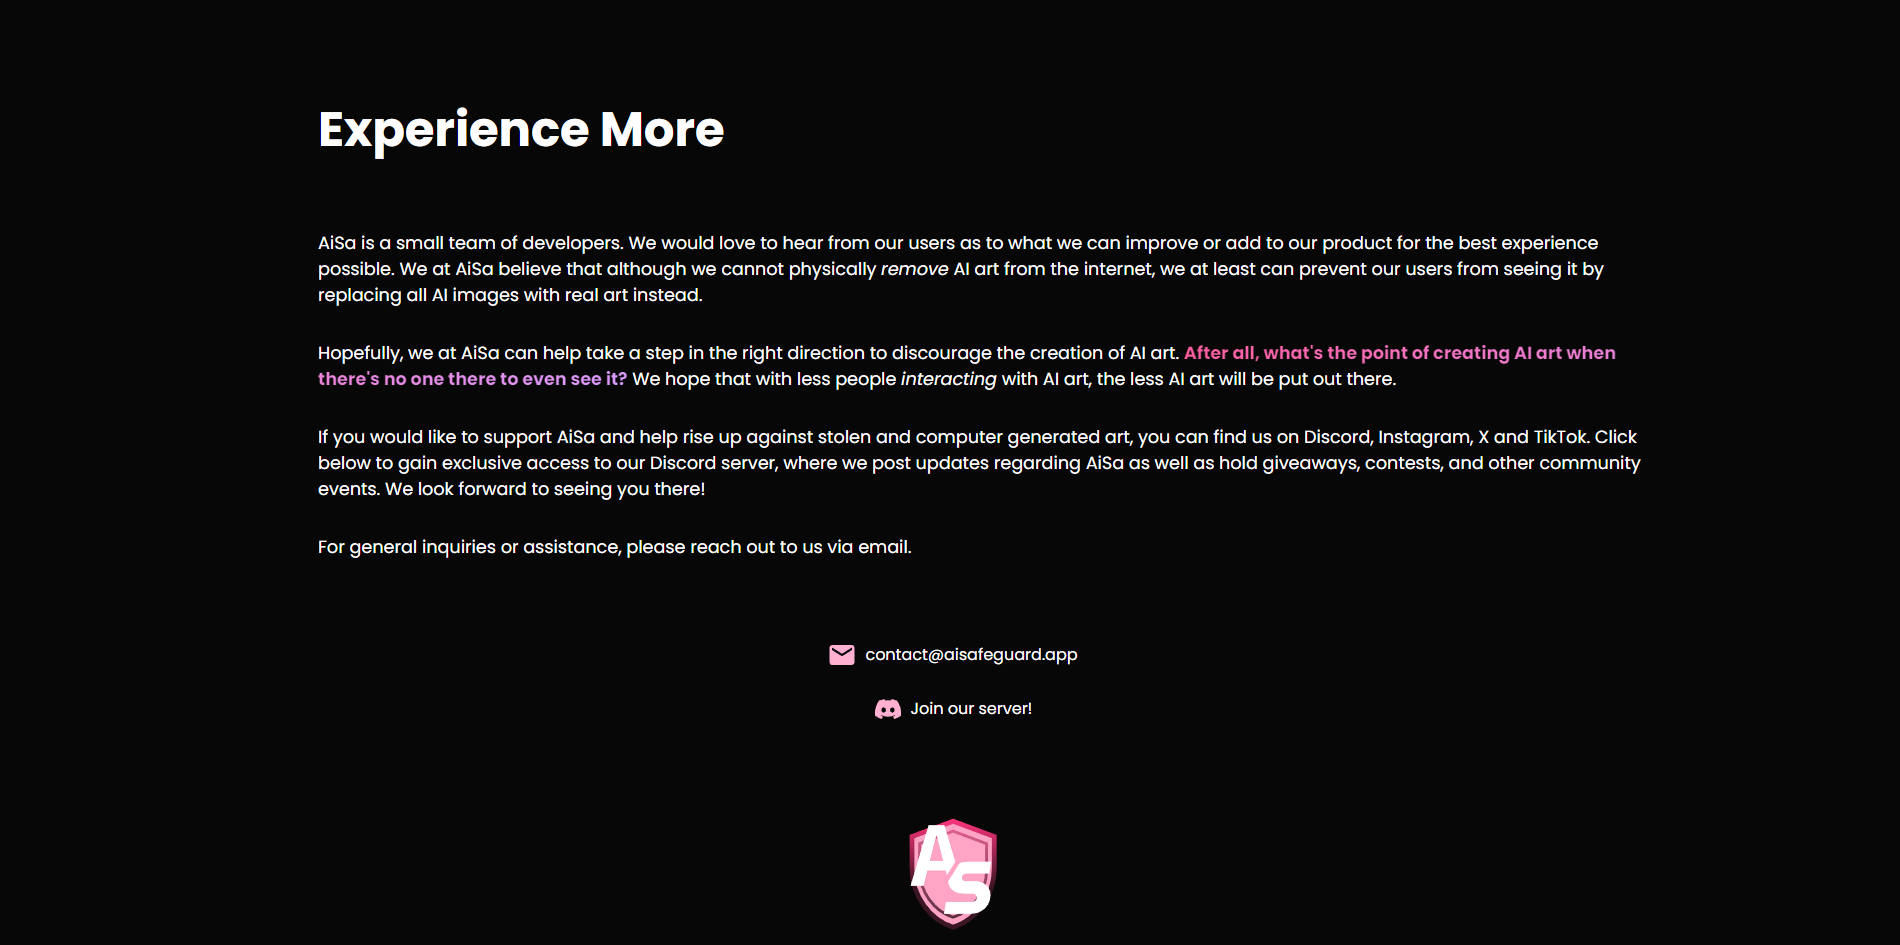 Experience More
AiSa is a small team of developers. We would love to hear from our users as to what we can improve or add to our product for the best experience
possible. We at AiSa believe that although we cannot physically remove AI art from the internet, we at least can prevent our users from seeing it by
replacing all AI images with real art instead.
Hopefully, we at AiSa can help take a step in the right direction to discourage the creation of AI art. After all, what's the point of creating AI art when
there's no one there to even see it? We hope that with less people interacting with AI art, the less AI art will be put out there.
If you would like to support AiSa and help rise up against stolen and computer generated art, you can find us on Discord, Instagram, X and TikTok. Click
below to gain exclusive access to our Discord server, where we post updates regarding AiSa as well as hold giveaways, contests, and other community
events. We look forward to seeing you there!
For general inquiries or assistance, please reach out to us via email.
contact@aisafeguard.app
Join our server!
AS